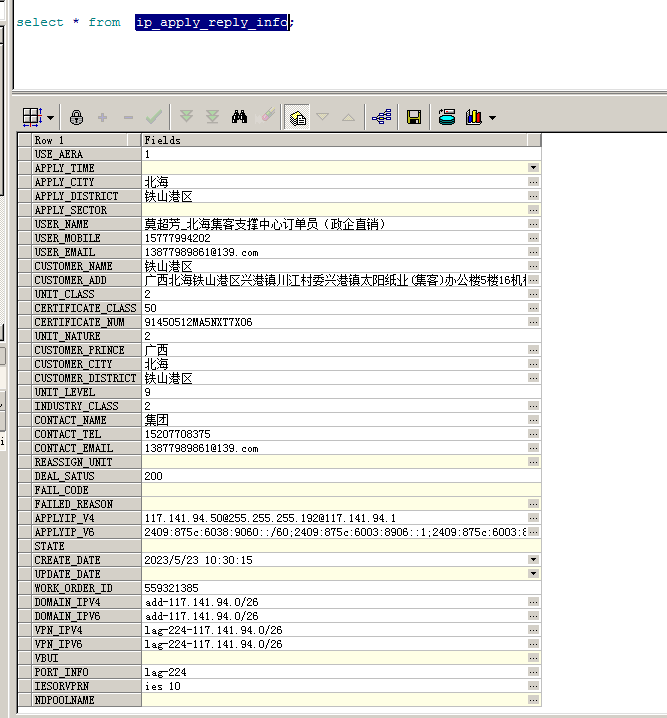 select * from ip_apply_reply_info;
Row 1 Fields
USE_AERA 1
APPLY_TIME
APPLY_CITY 北海
APPLY_DISTRICT 铁山港区
APPLY_SECTOR
USER_NAME 莫超芳_北海集客支撑中心订单员（政企直销）
USER_MOBILE 15777994202
USER_EMAIL 13877989861@139.com
CUSTOMER_NAME 铁山港区
CUSTOMER_ADD 广西北海铁山港区兴港镇川江村委兴港镇太阳纸业(集客)办公楼5楼16机
UNIT_CLASS 2
CERTIFICATE_CLASS 50
CERTIFICATE_NUM 91450512MA5NXT7X06
UNIT_NATURE 2
CUSTOMER_PRINCE 广西
CUSTOMER_CITY 北海
CUSTOMER_DISTRICT 铁山港区
UNIT_LEVEL 9
INDUSTRY_CLASS 2
CONTACT_NAME 集团
CONTACT_TEL 15207708375
CONTACT_EMAIL 13877989861@139.com
REASSIGN_UNIT
DEAL_SATUS 200
FAIL_CODE
FAILED_REASON
APPLYIP_V4 117.141.94.50@255.255.255.192@117.141.94.1
APPLYIP_V6 2409:875c:6038:9060::/60;2409:875c:6003:8906::1;2409:875c:6003:8
STATE
CREATE_DATE 2023/5/23 10:30:15
UPDATE_DATE
WORK_ORDER_ID 559321385
DOMAIN_IPV4 add-117.141.94.0/26
DOMAIN_IPV6 add-117.141.94.0/26
VPN_IPV4 lag-224-117.141.94.0/26
VPN_IPV6 lag-224-117.141.94.0/26
VBUI
PORT_INFO lag-224
IESORVPRN ies 10
NDPOOLNAME